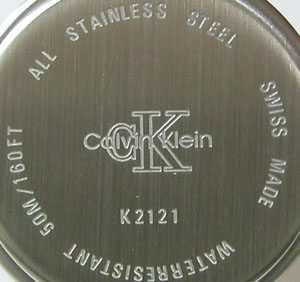 ALL STAINLESS STEEL
SWISS MADE
WATERRESISTANT 50M/160FT
cK
Calvin Klein
K2121